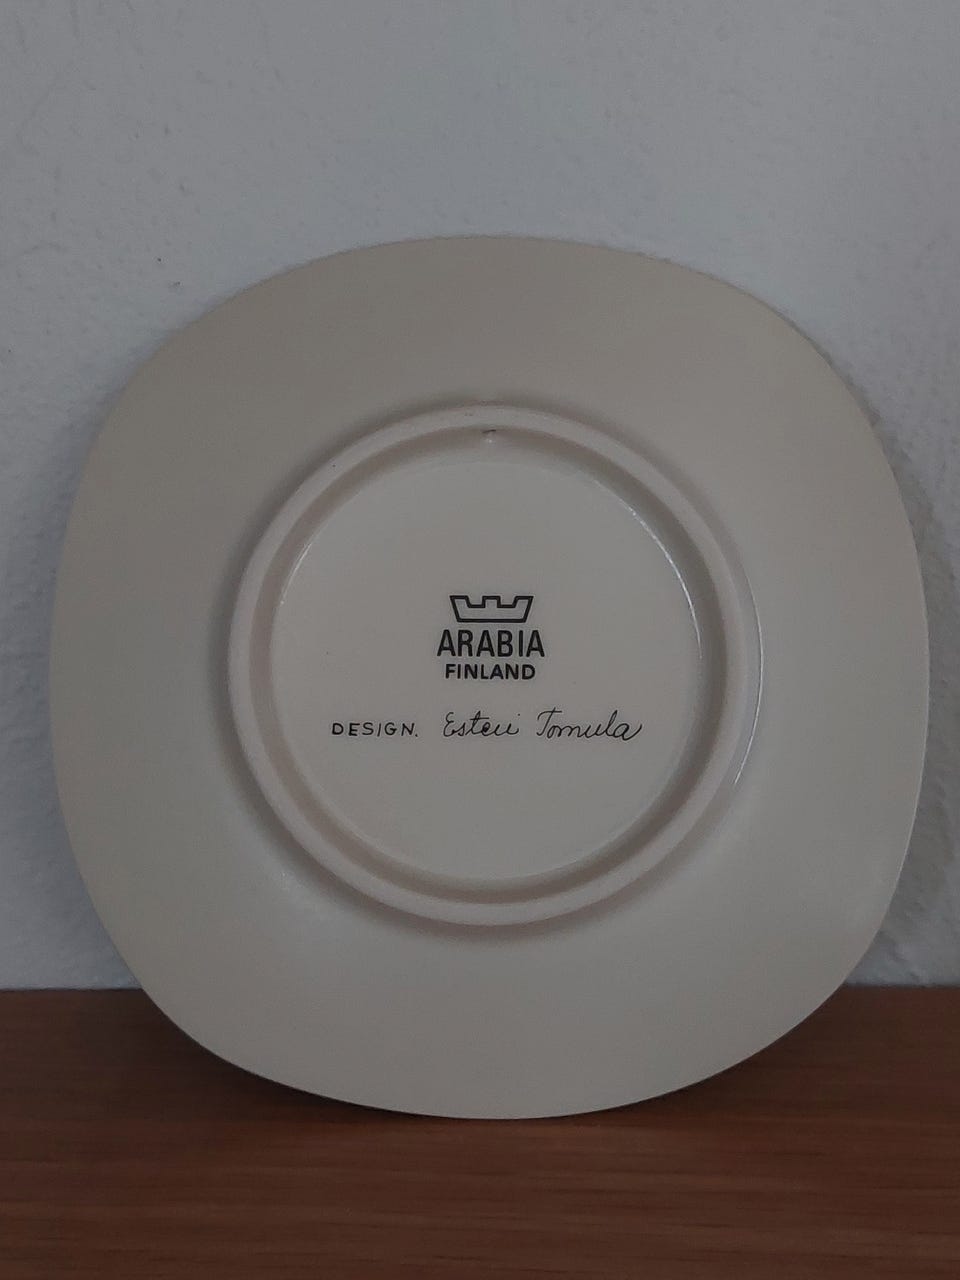 ARABIA
FINLAND
DESIGN. Esteri Tomula